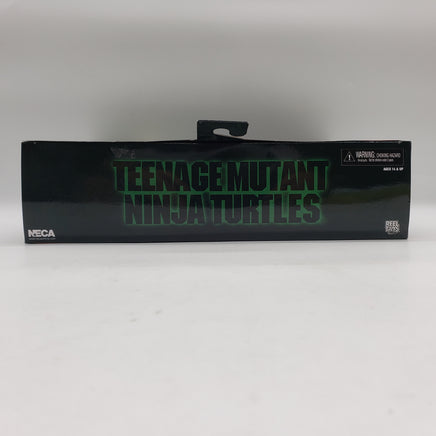 TEENAGE MUTANT
NINJA TURTLES
WARNING: CHOKING HAZARD
AGES 14 & UP
NECA
REEL
TOYS